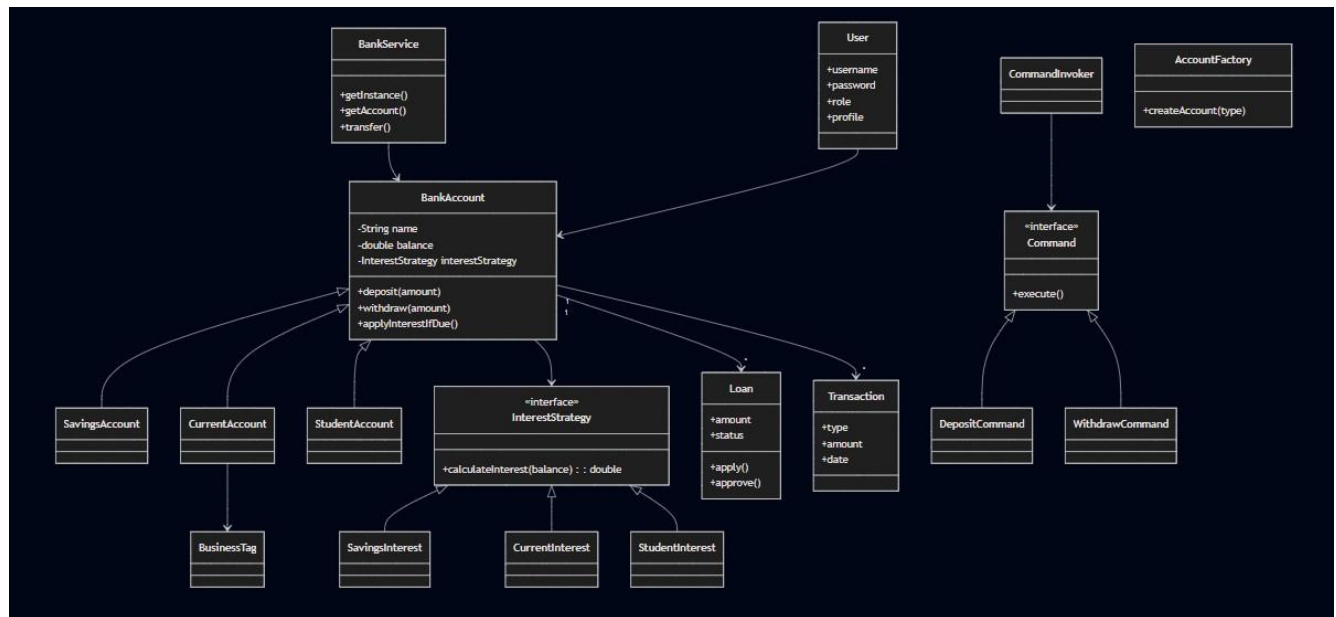 BankService
+getInstance()
+getAccount()
+transfer()
User
+username
+password
+role
+profile
CommandInvoker
AccountFactory
+createAccount(type)
BankAccount
-String name
-double balance
-InterestStrategy interestStrategy
+deposit(amount)
+withdraw(amount)
+applyInterestIfDue()
1
1
«interface»
Command
+execute()
SavingsAccount
CurrentAccount
StudentAccount
«interface»
InterestStrategy
+calculateInterest(balance) : : double
*
Loan
+amount
+status
+apply()
+approve()
*
Transaction
+type
+amount
+date
DepositCommand
WithdrawCommand
BusinessTag
SavingsInterest
CurrentInterest
StudentInterest